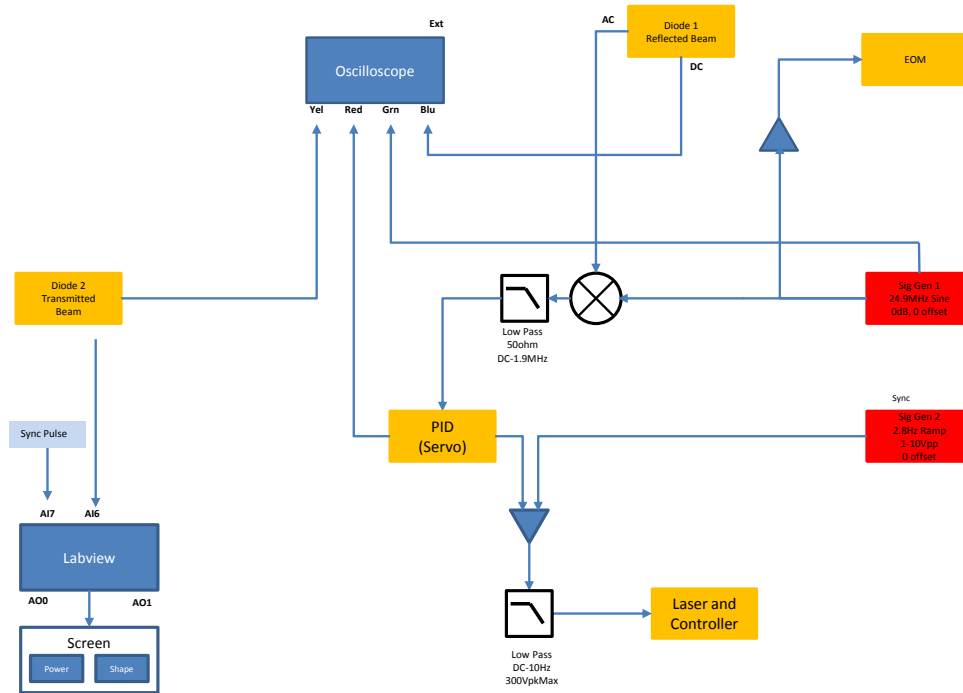 Ext
AC
Diode 1
Reflected Beam
DC
EOM
Oscilloscope
Yel
Red
Grn
Blu
Diode 2
Transmitted
Beam
Sig Gen 1
24.9MHz Sine
0dB, 0 offset
Low Pass
50ohm
DC-1.9MHz
Sync
Sig Gen 2
2.8Hz Ramp
1-10Vpp
0 offset
PID
(Servo)
Sync Pulse
AI7
AI6
Labview
AO0
AO1
Screen
Power
Shape
Laser and
Controller
Low Pass
DC-10Hz
300VpkMax